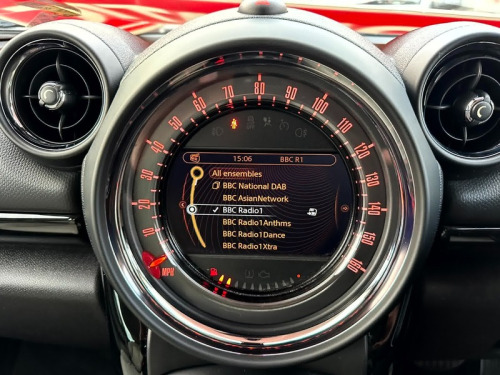 60
70
80
90
100
110
120
130
140
150
160
50
40
30
20
10
MPH
15:06 BBC R1
All ensembles
BBC National DAB
BBC AsianNetwork
BBC Radio1
BBC Radio1Anthms
BBC Radio1Dance
BBC Radio1Xtra